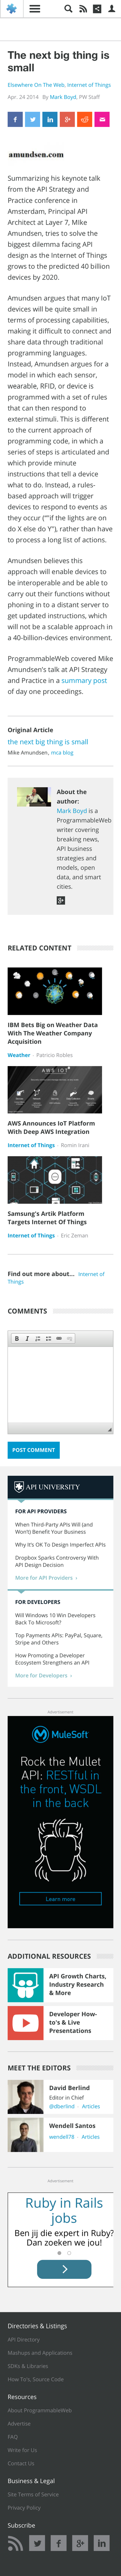 The next big thing is
small
Elsewhere On The Web, Internet of Things
Apr. 24 2014 By Mark Boyd, PW Staff
amundsen.com
Summarizing his keynote talk
from the API Strategy and
Practice conference in
Amsterdam, Principal API
Architect at Layer 7, Mike
Amundsen, tries to solve the
biggest dilemma facing API
design as the Internet of Things
grows to the predicted 40 billion
devices by 2020.
Amundsen argues that many IoT
devices will be small, often
nameless, making it difficult to
identify them and connect and
share data through traditional
programming languages.
Instead, Amundsen argues for a
model in which each sensor,
wearable, RFID, or device is
programmed with a series of
rules and states that can
respond to external
stimuli. This is different to the
current approach of
programming devices as a
series of steps is articulated and
which provide minute
instructions that the device
follows. Instead, a states- and
rules-based approach will trigger
devices to respond to events as
they occur ("“if the lights are on
then do X else do Y”), rather than
to process a long list of actions.
Amundsen believes this
approach will enable devices to
be interoperable and be able to
carry out their functions without
phoning into a dispatch center to
get updated instructions, which
he argues will not be scalable in
a 40-billion-device environment.
ProgrammableWeb covered Mike
Amundsen's talk at API Strategy
and Practice in a summary post
of day one proceedings.
Original Article
the next big thing is small
Mike Amundsen, mca blog
About the
author:
Mark Boyd is a
ProgrammableWeb
writer covering
breaking news,
API business
strategies and
models, open
data, and smart
cities.
RELATED CONTENT
IBM Bets Big on Weather Data
With The Weather Company
Acquisition
Weather - Patricio Robles
AWS IoT
AWS Announces IoT Platform
With Deep AWS Integration
Internet of Things - Romin Irani
Samsung's Artik Platform
Targets Internet Of Things
Internet of Things - Eric Zeman
Find out more about... Internet of
Things
COMMENTS
POST COMMENT
API UNIVERSITY
FOR API PROVIDERS
When Third-Party APIs Will (and
Won't) Benefit Your Business
Why It's OK To Design Imperfect APIs
Dropbox Sparks Controversy With
API Design Decision
More for API Providers
FOR DEVELOPERS
Will Windows 10 Win Developers
Back To Microsoft?
Top Payments APIs: PayPal, Square,
Stripe and Others
How Promoting a Developer
Ecosystem Strengthens an API
More for Developers
Advertisement
MuleSoft
Rock the Mullet
API: RESTful in
the front, WSDL
in the back
Learn more
ADDITIONAL RESOURCES
API Growth Charts,
Industry Research
& More
Developer How-
to's & Live
Presentations
MEET THE EDITORS
David Berlind
Editor in Chief
@dberlind - Articles
Wendell Santos
wendell78 - Articles
Advertisement
Ruby in Rails
jobs
Ben jij die expert in Ruby?
Dan zoeken we jou!
Directories & Listings
API Directory
Mashups and Applications
SDKs & Libraries
How To's, Source Code
Resources
About ProgrammableWeb
Advertise
FAQ
Write for Us
Contact Us
Business & Legal
Site Terms of Service
Privacy Policy
Subscribe